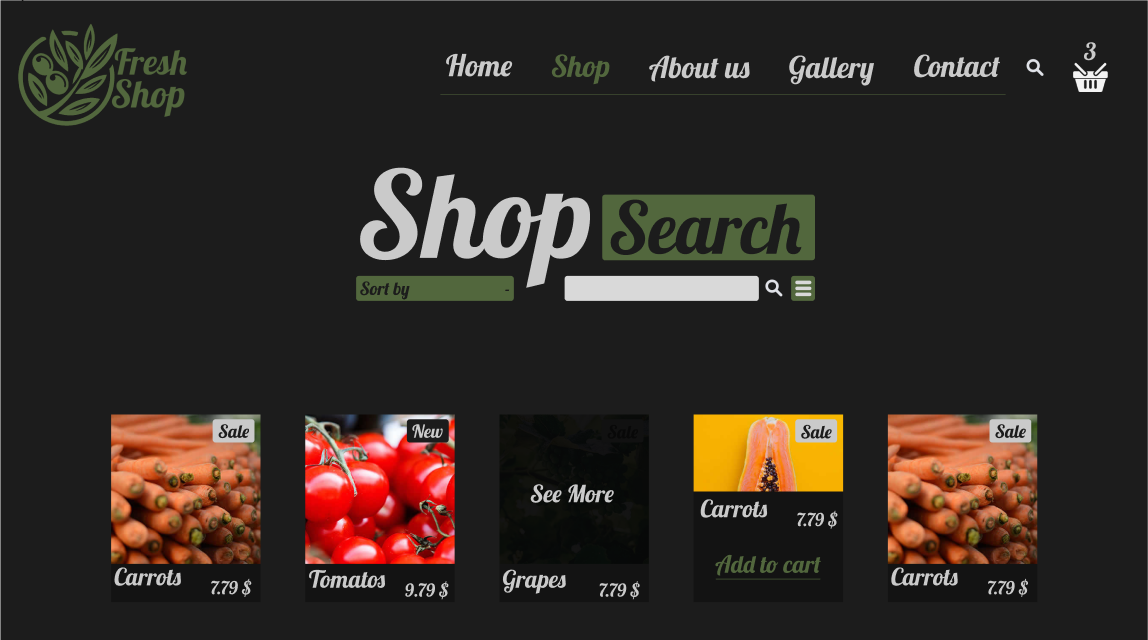 Fresh
Shop
Home Shop About us Gallery Contact
3
Shop Search
Sort by -
Sale
New
Sale
Sale
Sale
See More
Carrots 7.79 $
Tomatos 9.79 $
Grapes 7.79 $
Carrots 7.79 $
Add to cart
Carrots 7.79 $